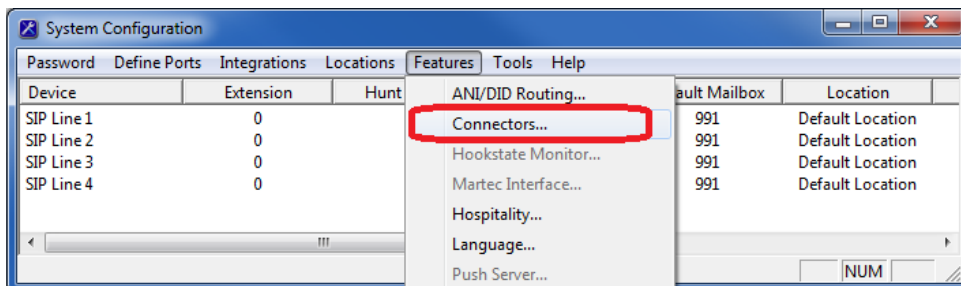 System Configuration
Password Define Ports Integrations Locations Features Tools Help
Device Extension Hunt ault Mailbox Location
ANI/DID Routing...
SIP Line 1 0 991 Default Location
Connectors...
SIP Line 2 0 991 Default Location
SIP Line 3 0 991 Default Location
Hookstate Monitor...
SIP Line 4 0 991 Default Location
Martec Interface...
Hospitality...
Language...
Push Server...
NUM